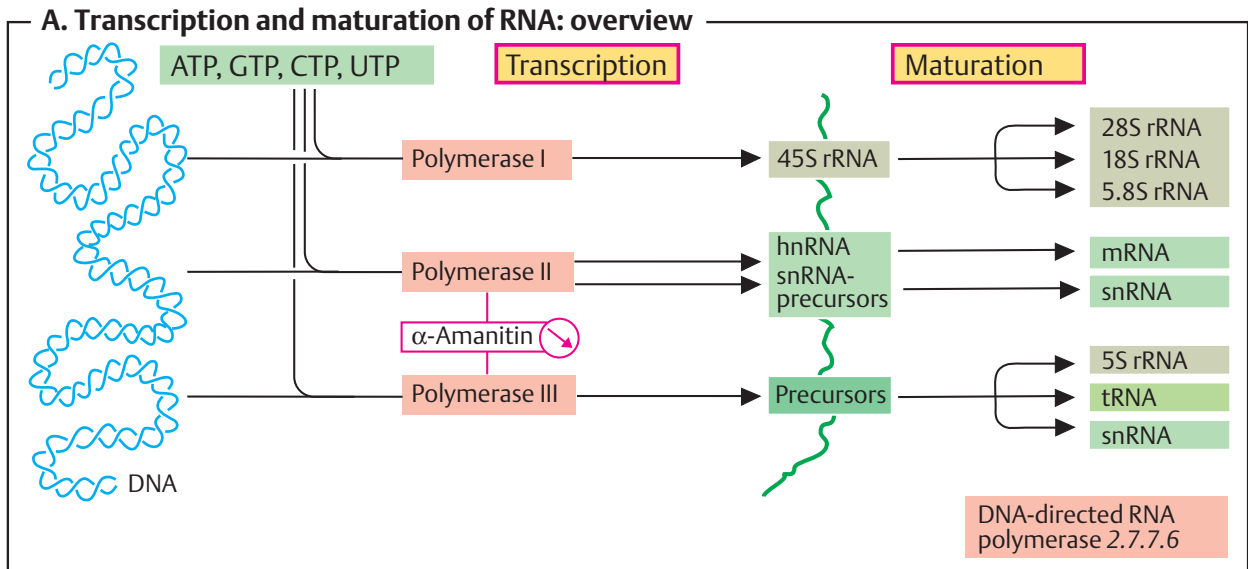 A. Transcription and maturation of RNA: overview
ATP, GTP, CTP, UTP
Transcription
Maturation
Polymerase I
45S rRNA
28S rRNA
18S rRNA
5.8S rRNA
Polymerase II
hnRNA
snRNA-
precursors
mRNA
snRNA
α-Amanitin
Polymerase III
Precursors
5S rRNA
tRNA
snRNA
DNA
DNA-directed RNA
polymerase 2.7.7.6